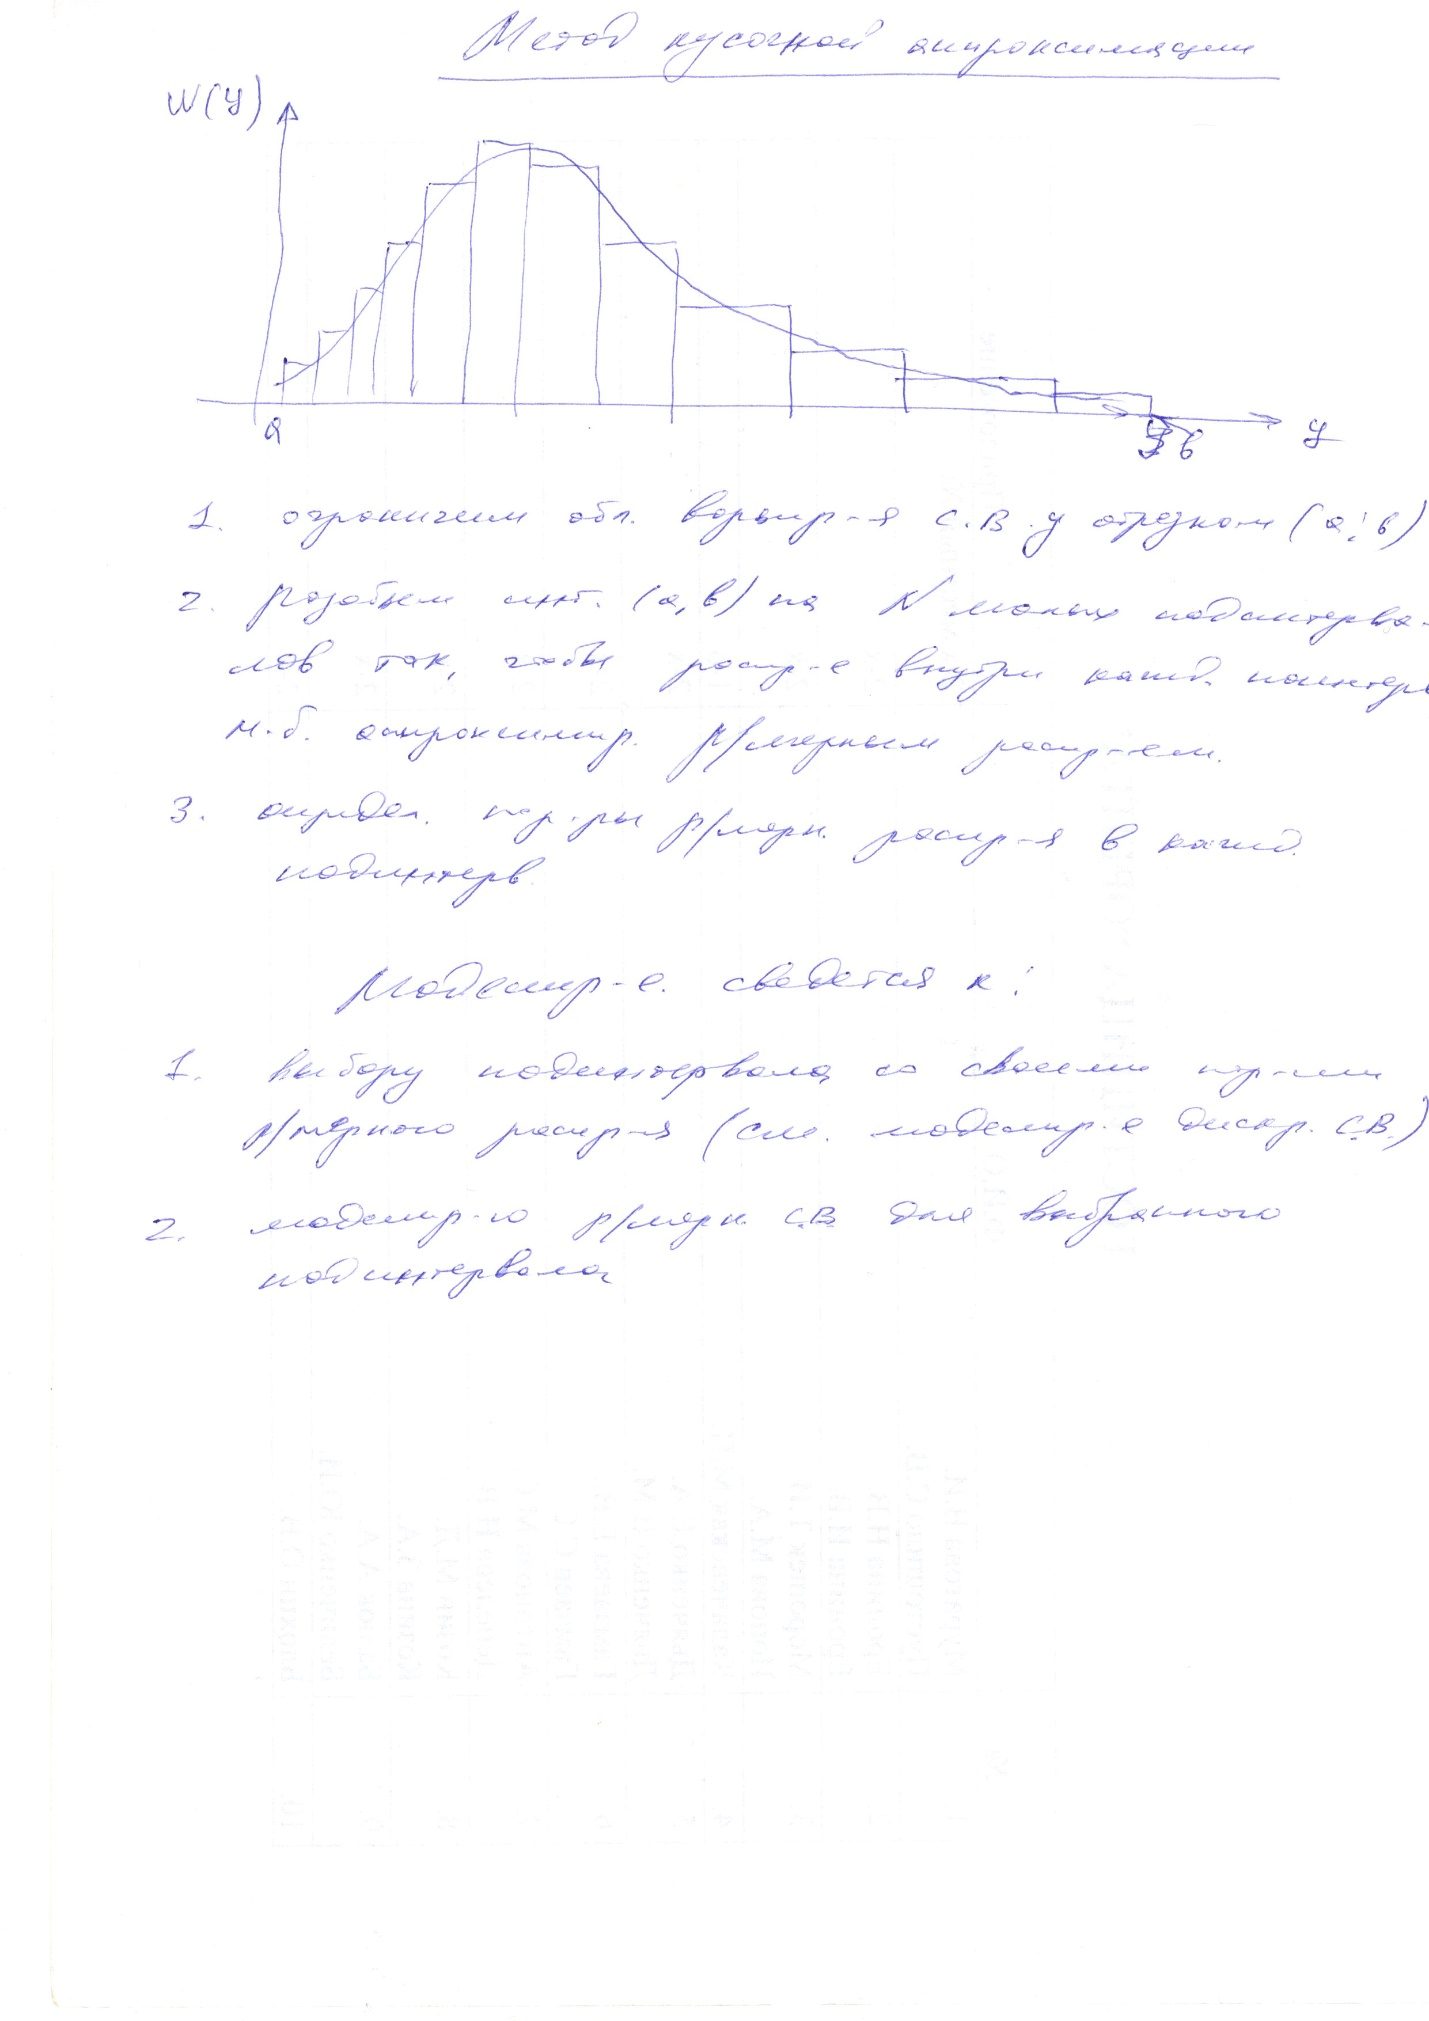 Метод кусочной аппроксимации
W(y)
a
b
y
1. ограничим обл. варьир-я с.в. y отрезком (a; b)
2. разобьем инт. (a, b) на N малых подинтерва-
лов так, чтобы распр-е внутри кажд.
м.б. аппроксимир. р/мерным распр-ем.
3. определ. пар-ры р/мерн. распр-я в кажд.
подинтерв.
Моделир-е. сводится к:
1. выбору подинтервала со своими пар-ми
р/мерного распр-я (см. моделир-е дискр. С.В.)
2. моделир-ю р/мерн. С.В. для выбранного
подинтервала